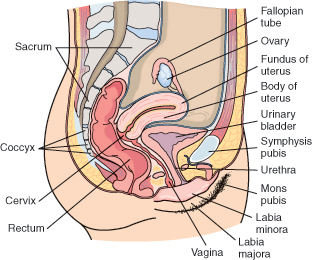 Sacrum
Coccyx
Cervix
Rectum
Fallopian
tube
Ovary
Fundus of
uterus
Body of
uterus
Urinary
bladder
Symphysis
pubis
Urethra
Mons
pubis
Labia
minora
Labia
majora
Vagina